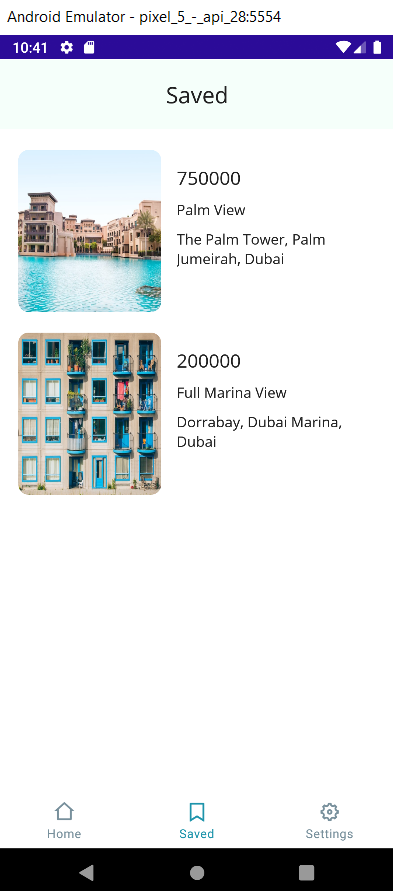 Android Emulator - pixel_5_-_api_28:5554
10:41
Saved
750000
Palm View
The Palm Tower, Palm
Jumeirah, Dubai
200000
Full Marina View
Dorrabay, Dubai Marina,
Dubai
Home
Saved
Settings